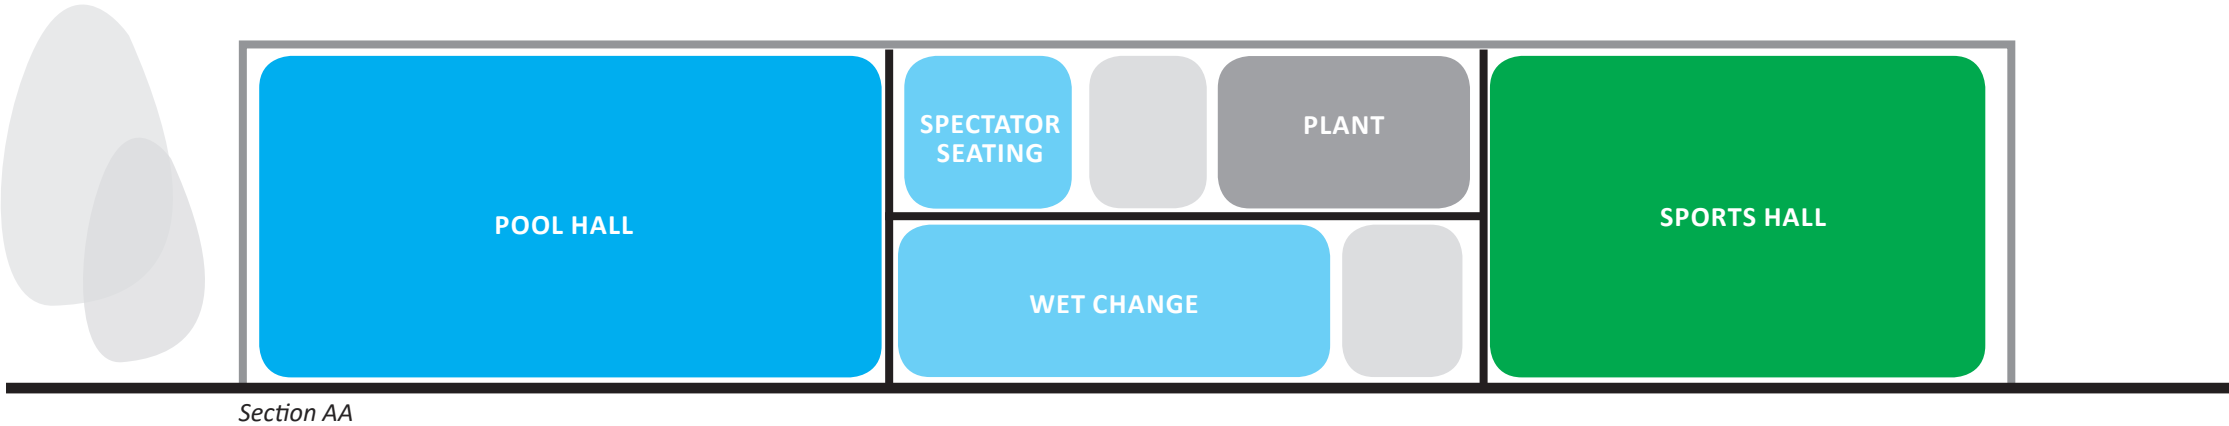 SPECTATOR
SEATING
PLANT
POOL HALL
SPORTS HALL
WET CHANGE
Section AA